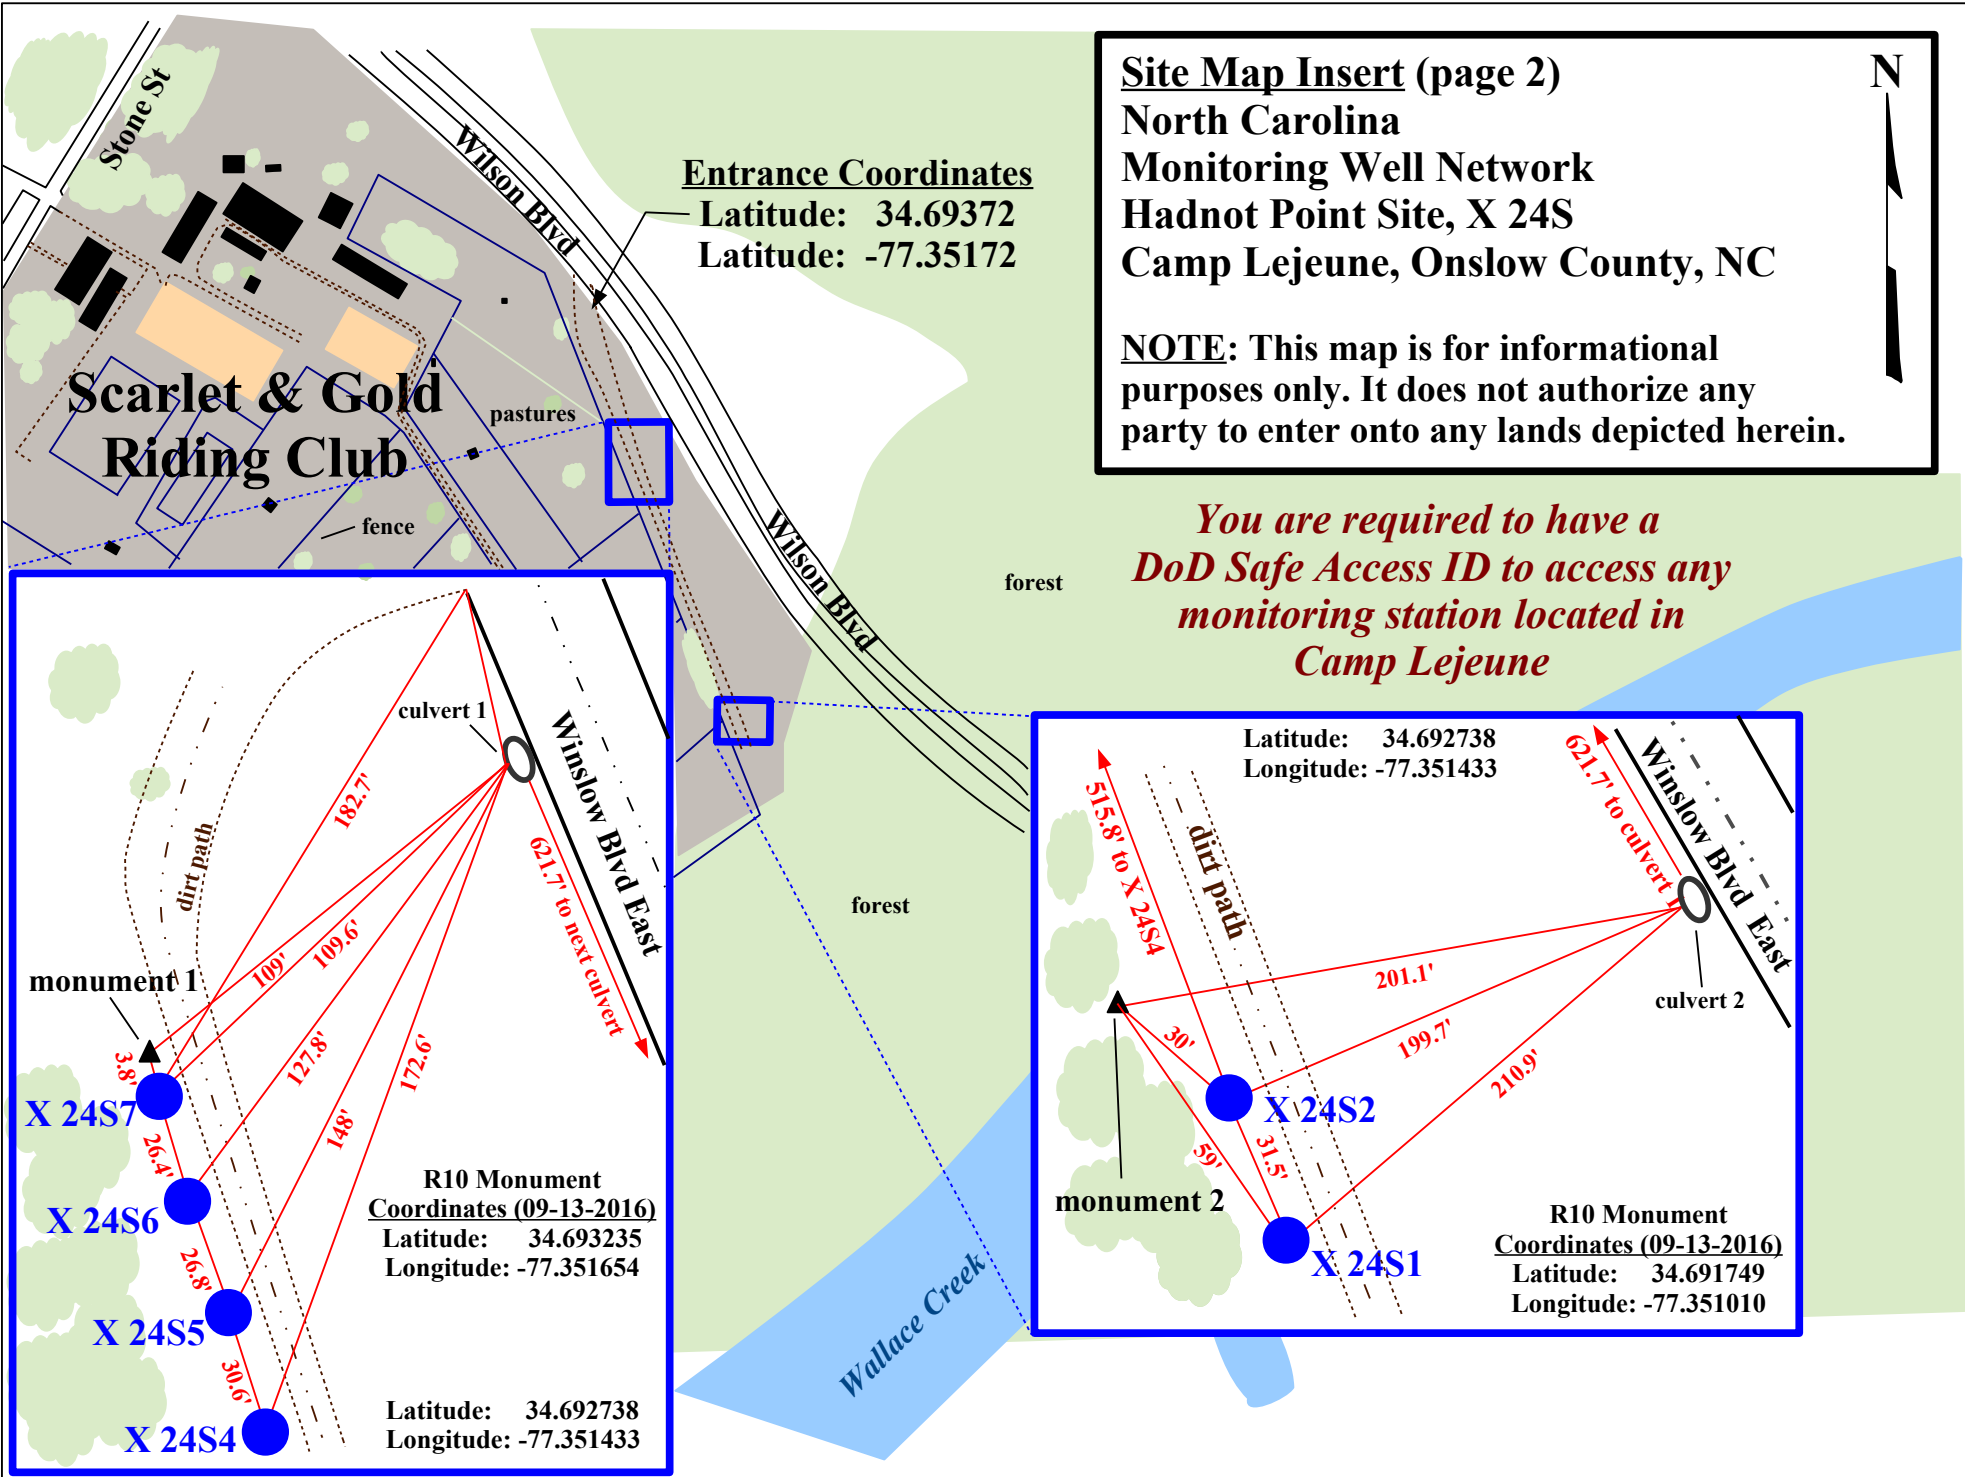 Stone St
Wilson Blvd
Entrance Coordinates
Latitude: 34.69372
Latitude: -77.35172
Site Map Insert (page 2)
North Carolina
Monitoring Well Network
Hadnot Point Site, X 24S
Camp Lejeune, Onslow County, NC
NOTE: This map is for informational
purposes only. It does not authorize any
party to enter onto any lands depicted herein.
N
Scarlet & Gold
Riding Club
pastures
fence
Wilson Blvd
forest
You are required to have a
DoD Safe Access ID to access any
monitoring station located in
Camp Lejeune
culvert 1
Winslow Blvd East
182.7'
dirt path
109'
109.6'
621.7' to next culvert
monument 1
3.8'
127.8'
172.6'
X 24S7
26.4'
148'
X 24S6
26.8'
R10 Monument
Coordinates (09-13-2016)
Latitude: 34.693235
Longitude: -77.351654
X 24S5
30.6'
X 24S4
Latitude: 34.692738
Longitude: -77.351433
forest
Wallace Creek
Latitude: 34.692738
Longitude: -77.351433
621.7' to culvert 1
Winslow Blvd East
515.8' to X 24S4
dirt path
201.1'
culvert 2
30'
199.7'
210.9'
X 24S2
59'
31.5'
monument 2
X 24S1
R10 Monument
Coordinates (09-13-2016)
Latitude: 34.691749
Longitude: -77.351010